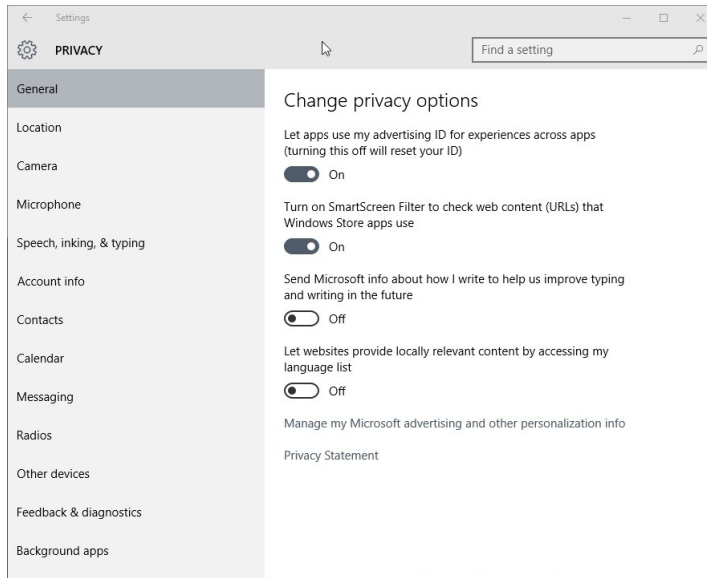 Settings
PRIVACY
Find a setting
General
Location
Camera
Microphone
Speech, inking, & typing
Account info
Contacts
Calendar
Messaging
Radios
Other devices
Feedback & diagnostics
Background apps
Change privacy options
Let apps use my advertising ID for experiences across apps
(turning this off will reset your ID)
On
Turn on SmartScreen Filter to check web content (URLs) that
Windows Store apps use
On
Send Microsoft info about how I write to help us improve typing
and writing in the future
Off
Let websites provide locally relevant content by accessing my
language list
Off
Manage my Microsoft advertising and other personalization info
Privacy Statement